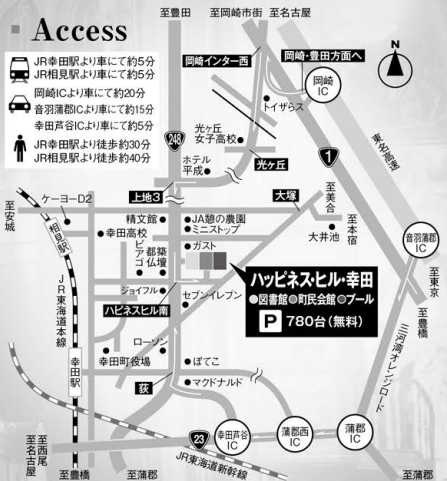 Access
JR幸田駅より車にて約5分
JR相見駅より車にて約5分
岡崎ICより車にて約20分
音羽蒲郡ICより車にて約15分
幸田芦谷ICより車にて約5分
JR幸田駅より徒歩約30分
JR相見駅より徒歩約40分
至豊田
至岡崎市街
至名古屋
N
岡崎インター西
岡崎・豊田方面へ
岡崎
IC
トイザらス
光ヶ丘
女子高校
光ヶ丘
248
1
東名高速
ホテル
平成
上地3
大塚
至美合
至本宿
大井池
音羽蒲郡
IC
ケーヨーD2
至安城
相見駅
精文館
幸田高校
JA憩の農園
ミニストップ
ガスト
ピアゴ
都築仏壇
ショイフル
ハピネスヒル南
セブンイレブン
ハッピネス・ヒル・幸田
図書館 町民会館 プール
P 780台(無料)
至東京
至豊橋
JR東海道本線
三河湾オレンジロード
ローソン
幸田駅
幸田町役場
ぽてこ
荻
マクドナルド
幸田芦谷
IC
蒲郡西
IC
蒲郡
IC
23
至西尾
至名古屋
至豊橋
至蒲郡
JR東海道新幹線
至蒲郡